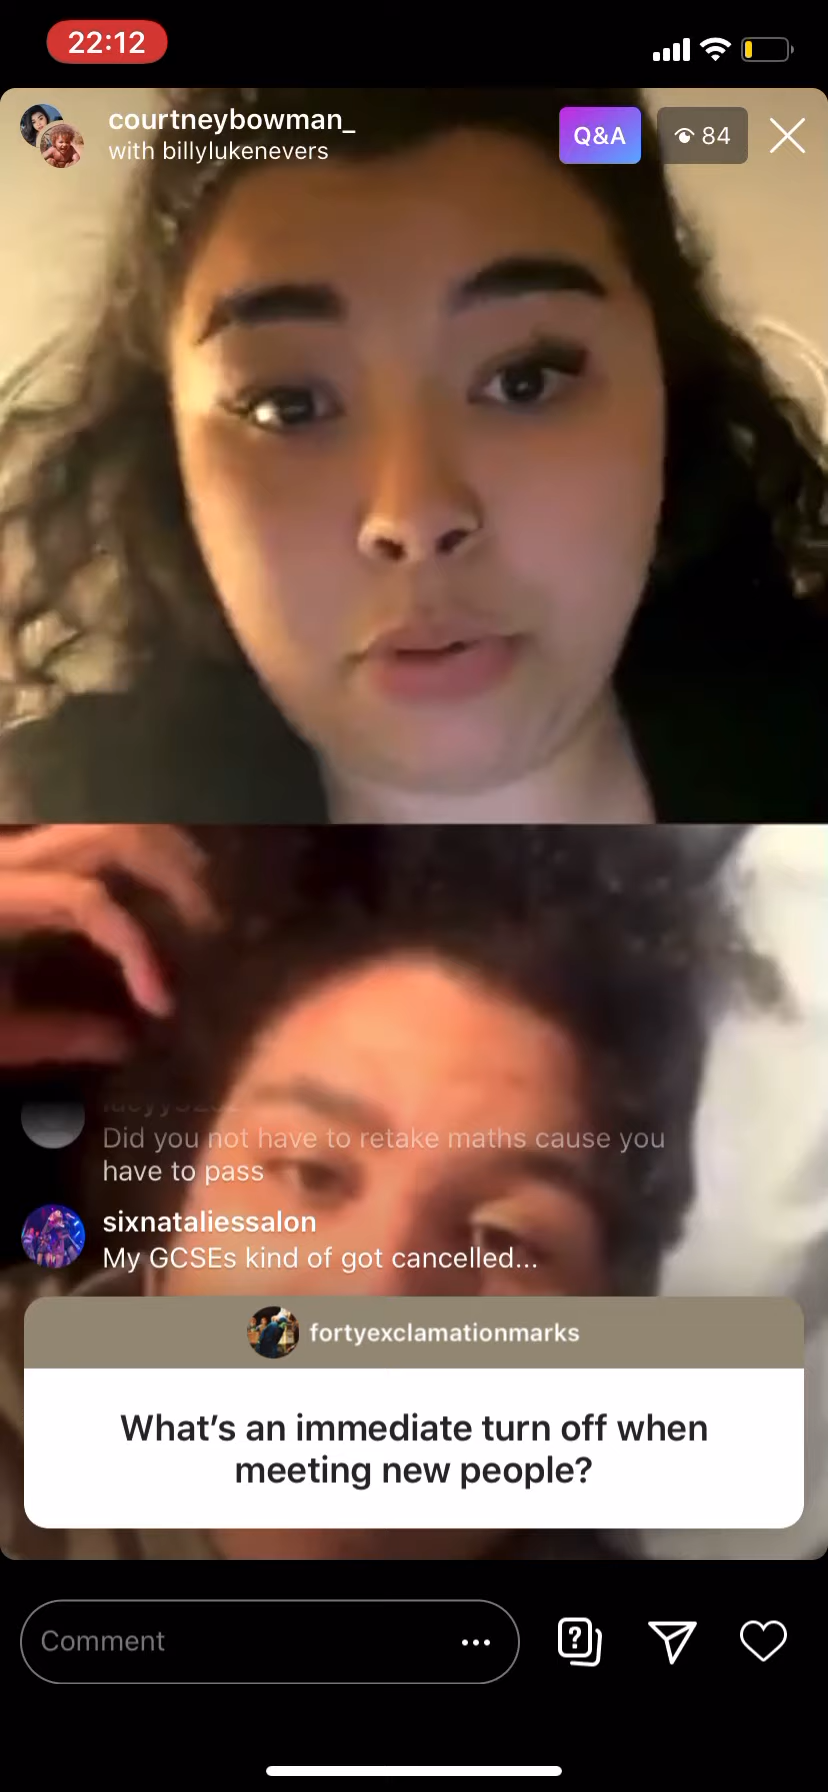 22:12
courtneybowman_
with billylukenevers
Q&A
84
Did you not have to retake maths cause you
have to pass
sixnataliessalon
My GCSEs kind of got cancelled...
fortyexclamationmarks
What's an immediate turn off when
meeting new people?
Comment